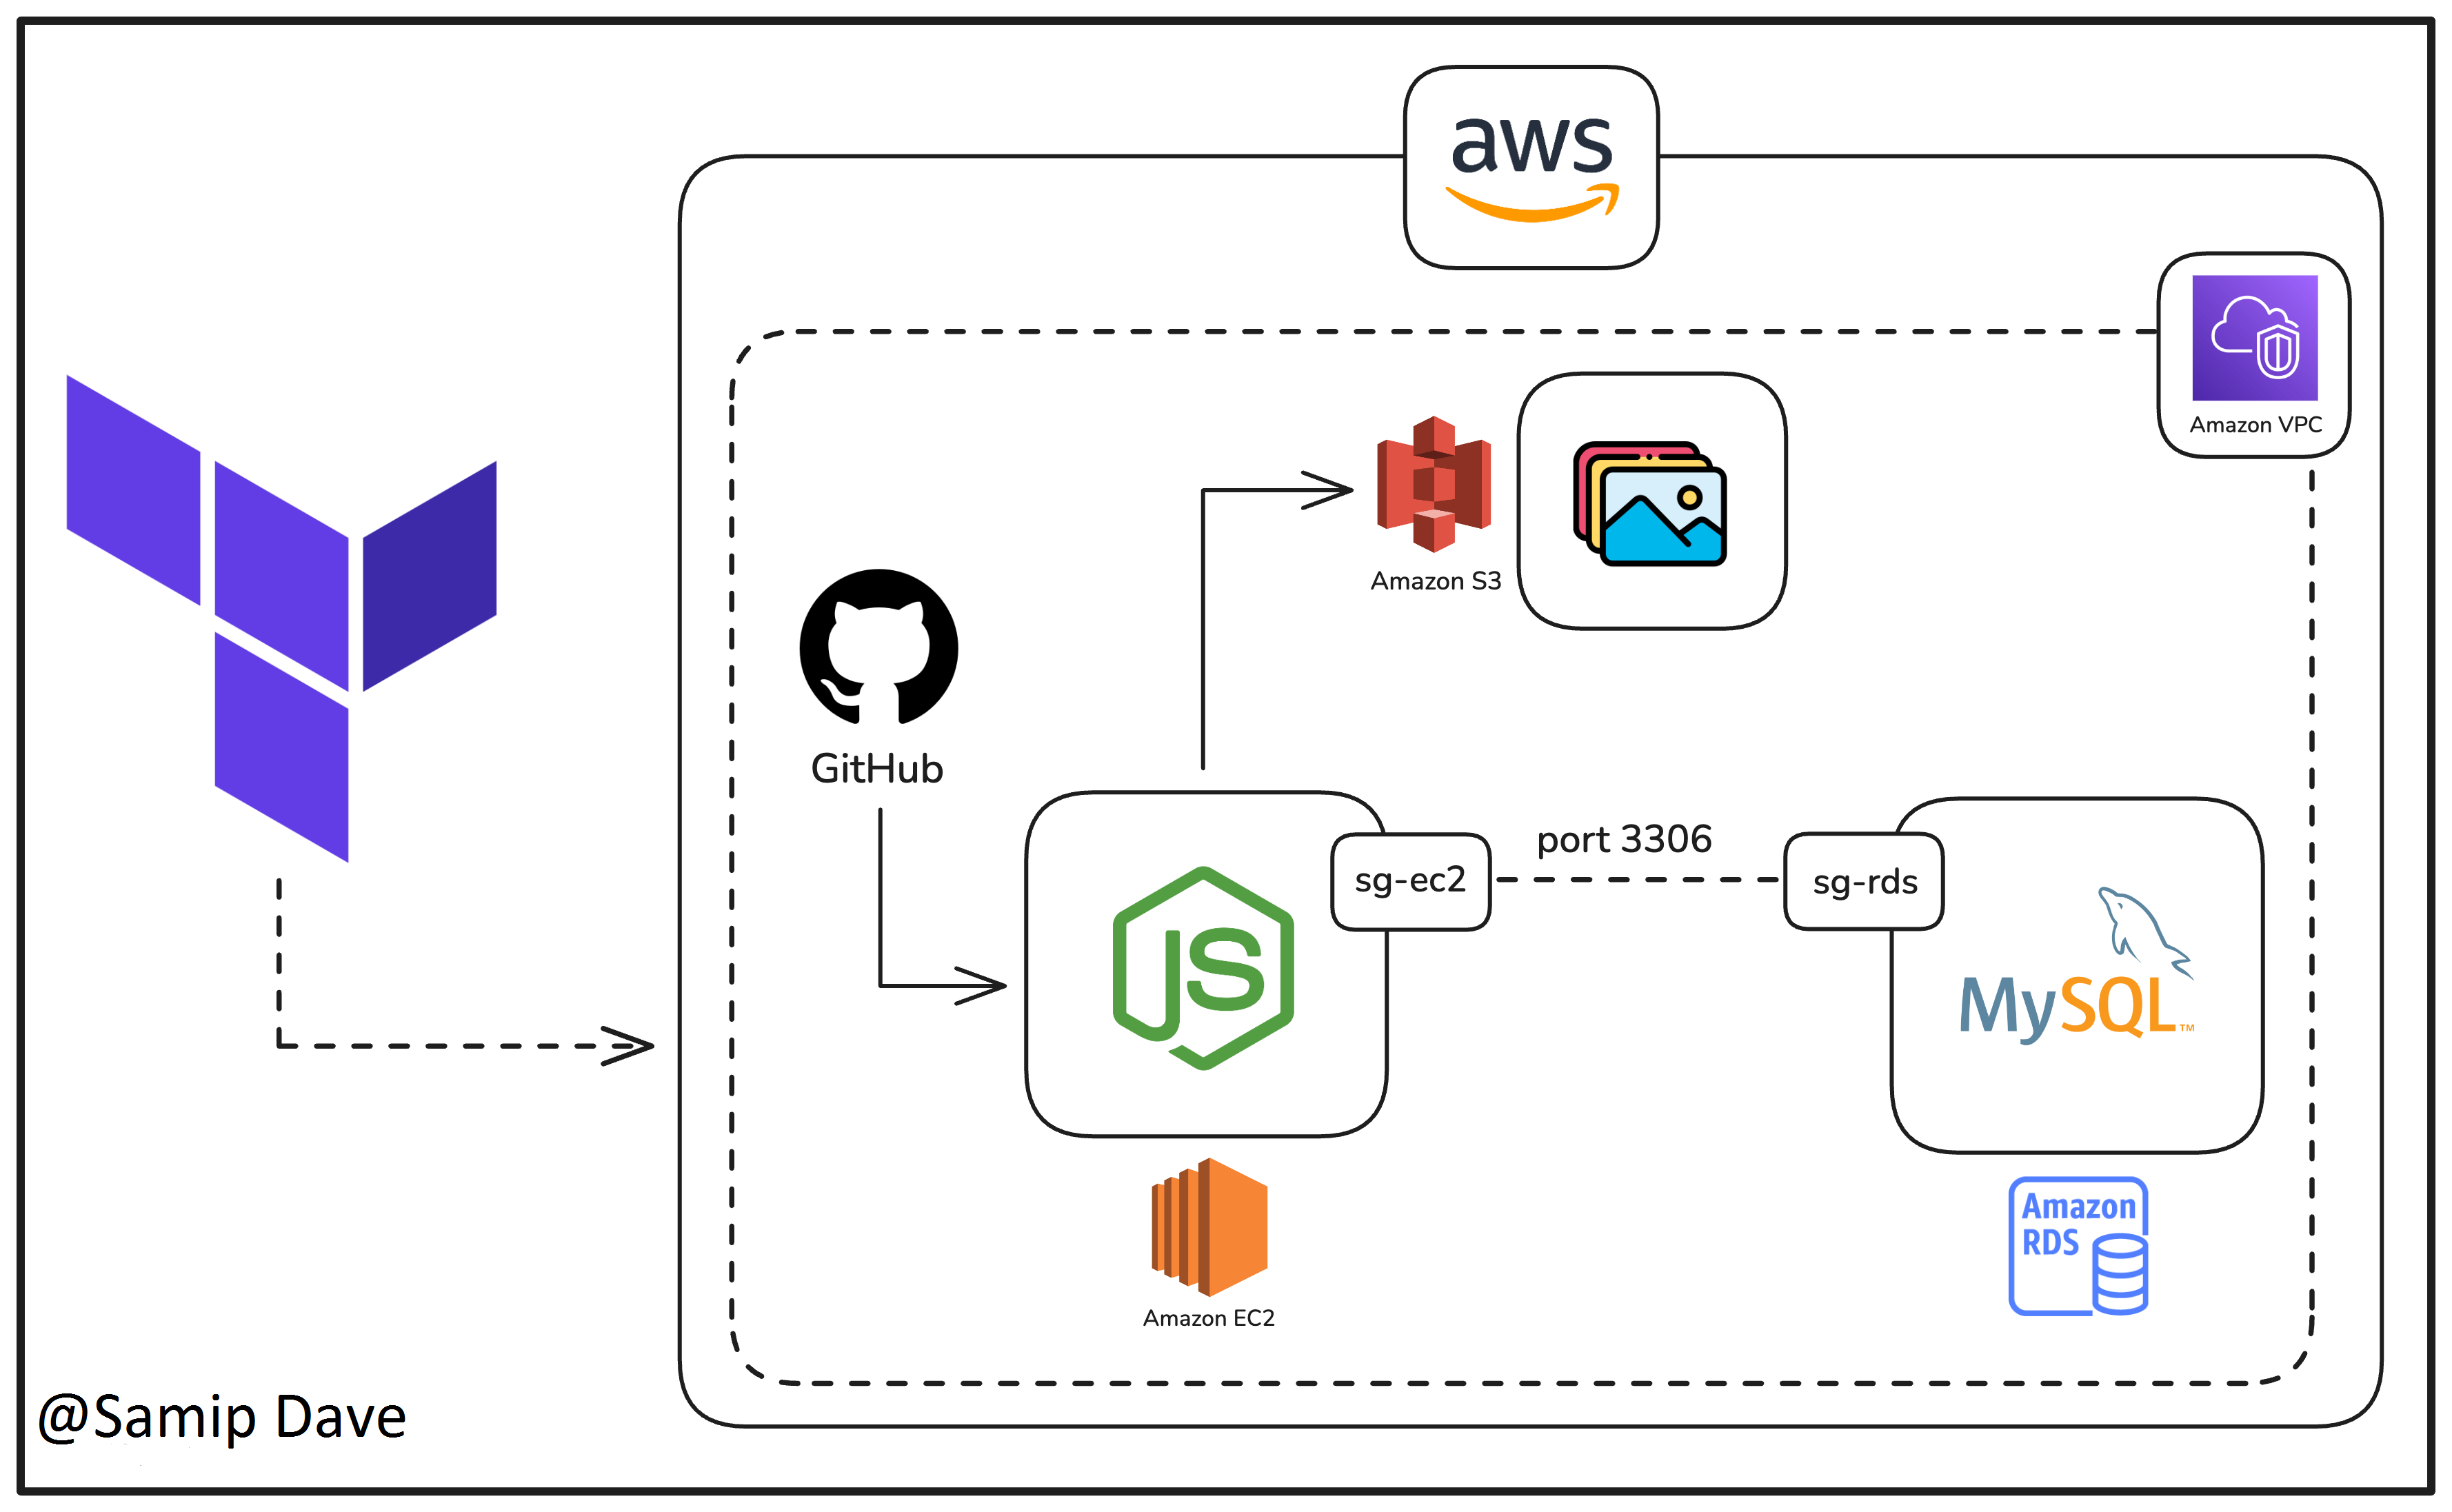 aws
Amazon VPC
Amazon S3
GitHub
port 3306
sg-ec2
sg-rds
JS
MySQL™
Amazon
RDS
Amazon EC2
@Samip Dave